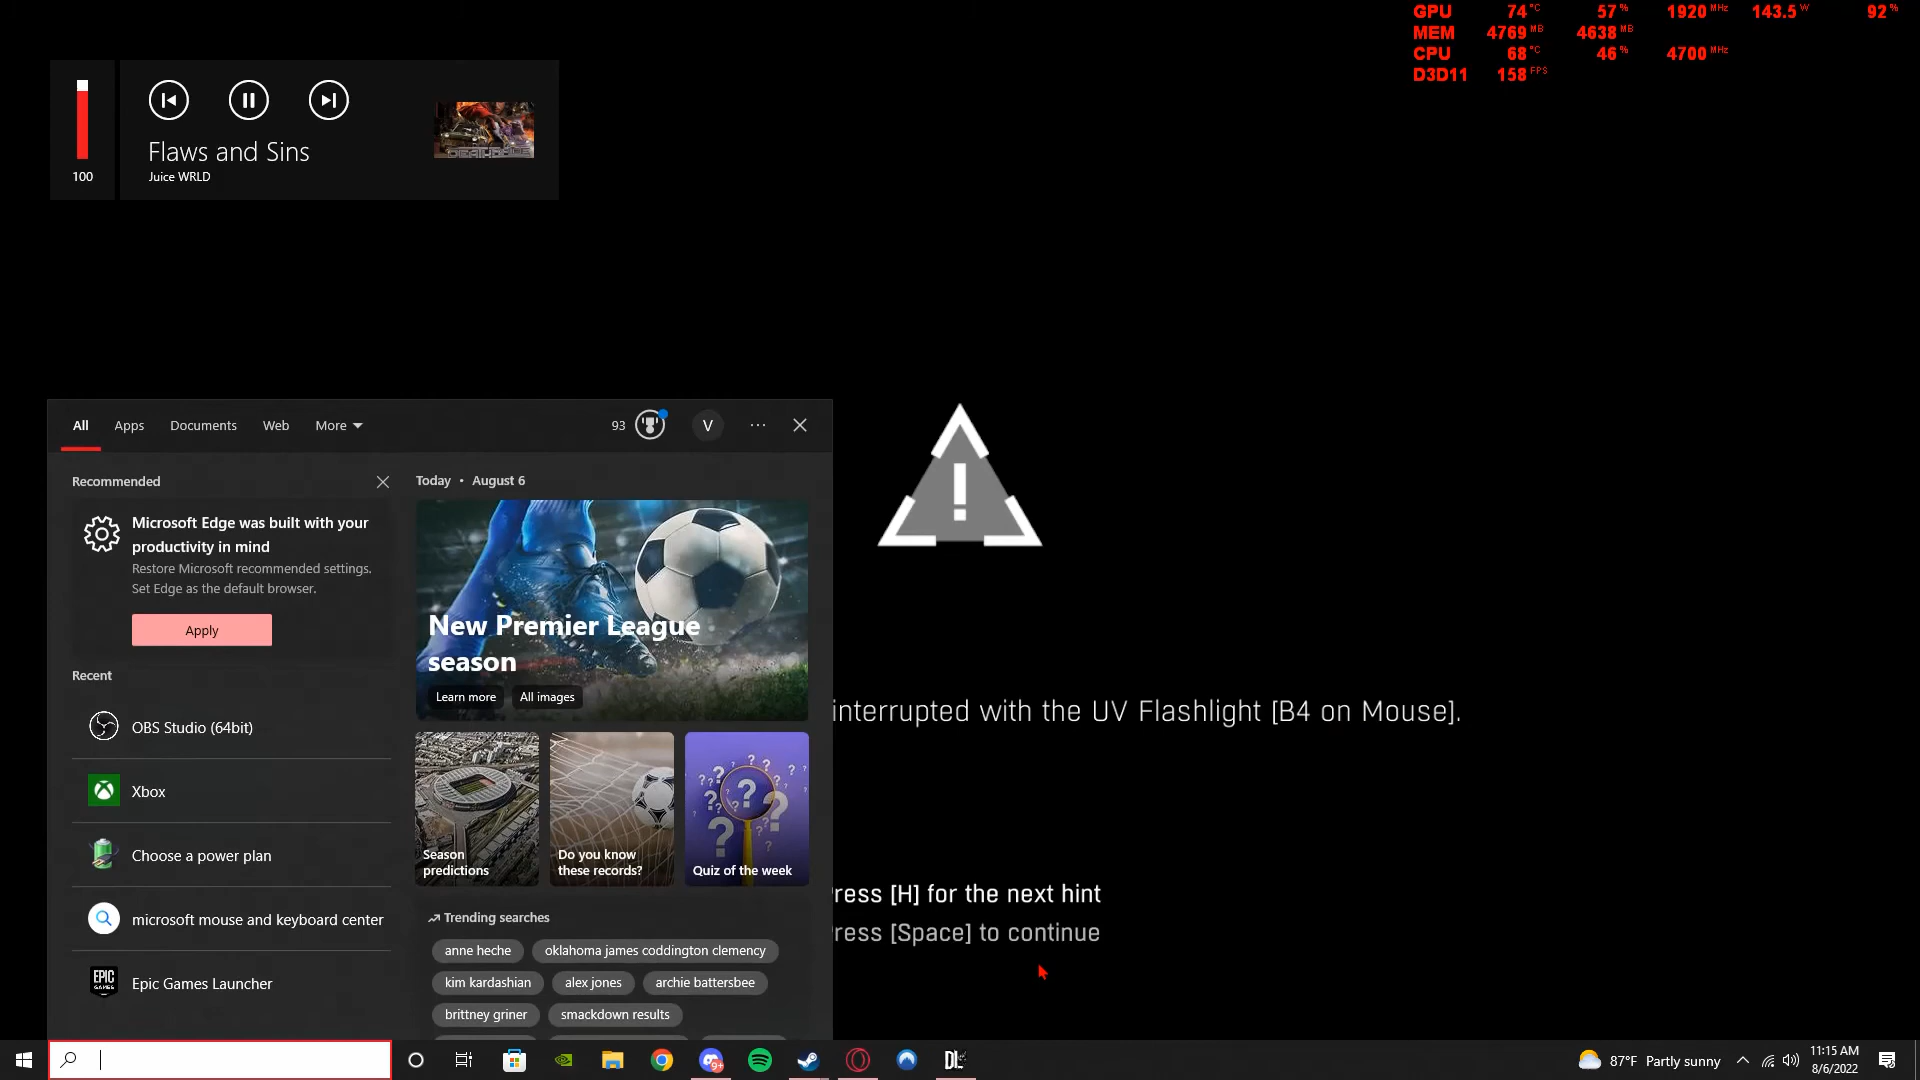 GPU 74 °C 57 % 1920 MHz 143.5 W 92 %
MEM 4769 MB 4638 MB
CPU 68 °C 46 % 4700 MHz
D3D11 158 FPS
100
Flaws and Sins
Juice WRLD
All Apps Documents Web More
93
V
Recommended
Microsoft Edge was built with your
productivity in mind
Restore Microsoft recommended settings.
Set Edge as the default browser.
Apply
Recent
OBS Studio (64bit)
Xbox
Choose a power plan
microsoft mouse and keyboard center
EPIC
GAMES
Epic Games Launcher
Today • August 6
New Premier League
season
Learn more All images
Season
predictions
Do you know
these records?
Quiz of the week
Trending searches
anne heche oklahoma james coddington clemency
kim kardashian alex jones archie battersbee
brittney griner smackdown results
interrupted with the UV Flashlight [B4 on Mouse].
ress [H] for the next hint
ress [Space] to continue
9+
DL
87°F Partly sunny
11:15 AM
8/6/2022